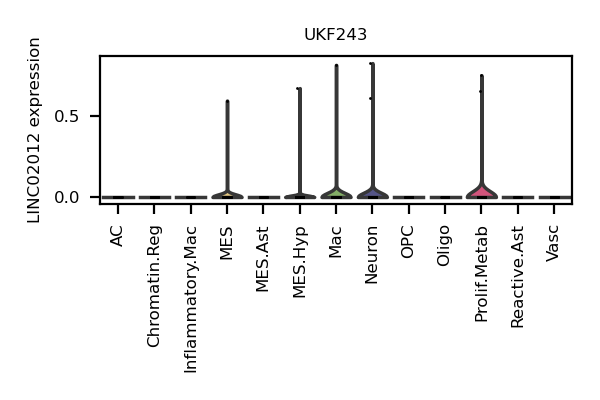 UKF243
LINC02012 expression
0.5
0.0
AC
Chromatin.Reg
Inflammatory.Mac
MES
MES.Ast
MES.Hyp
Mac
Neuron
OPC
Oligo
Prolif.Metab
Reactive.Ast
Vasc